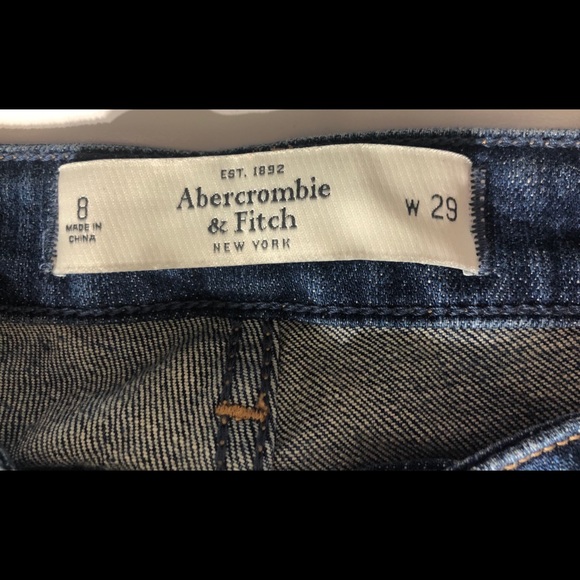 8
MADE IN
CHINA
EST. 1892
Abercrombie
& Fitch
NEW YORK
W 29